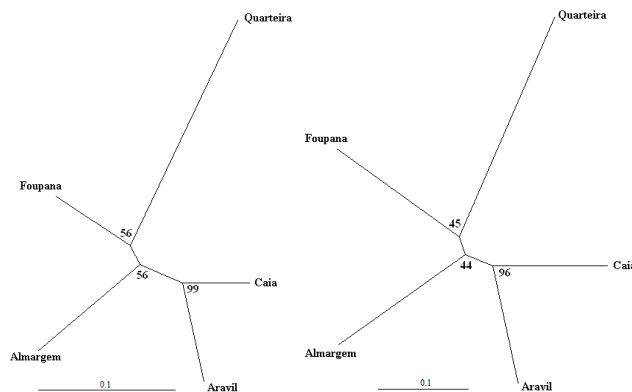 Quarteira
Foupana
56
56
99
Caia
Almargem
Aravil
0.1
Quarteira
Foupana
45
44
96
Caia
Almargem
Aravil
0.1